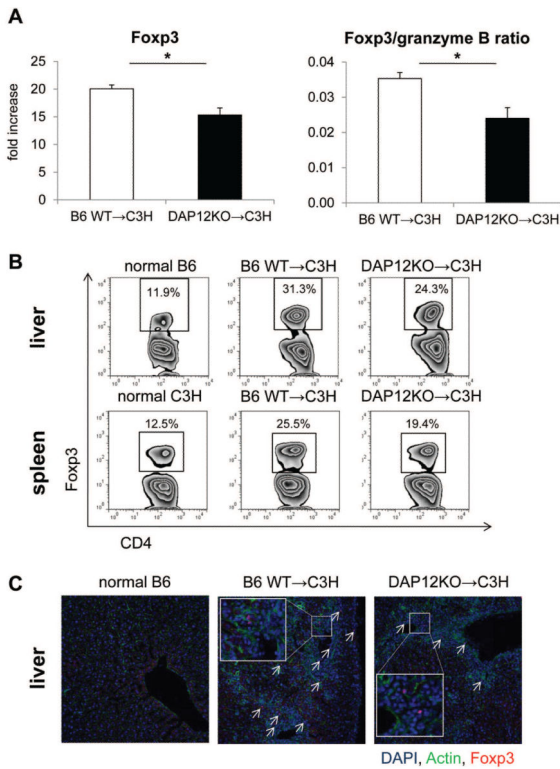 A
Foxp3
Foxp3/granzyme B ratio
fold increase
25
20
15
10
5
0
*
B6 WT→C3H
DAP12KO→C3H
0.04
0.03
0.02
0.01
0.00
*
B6 WT→C3H
DAP12KO→C3H
B
normal B6
B6 WT→C3H
DAP12KO→C3H
liver
11.9%
31.3%
24.3%
normal C3H
B6 WT→C3H
DAP12KO→C3H
spleen
12.5%
25.5%
19.4%
Foxp3
CD4
C
normal B6
B6 WT→C3H
DAP12KO→C3H
liver
DAPI, Actin, Foxp3